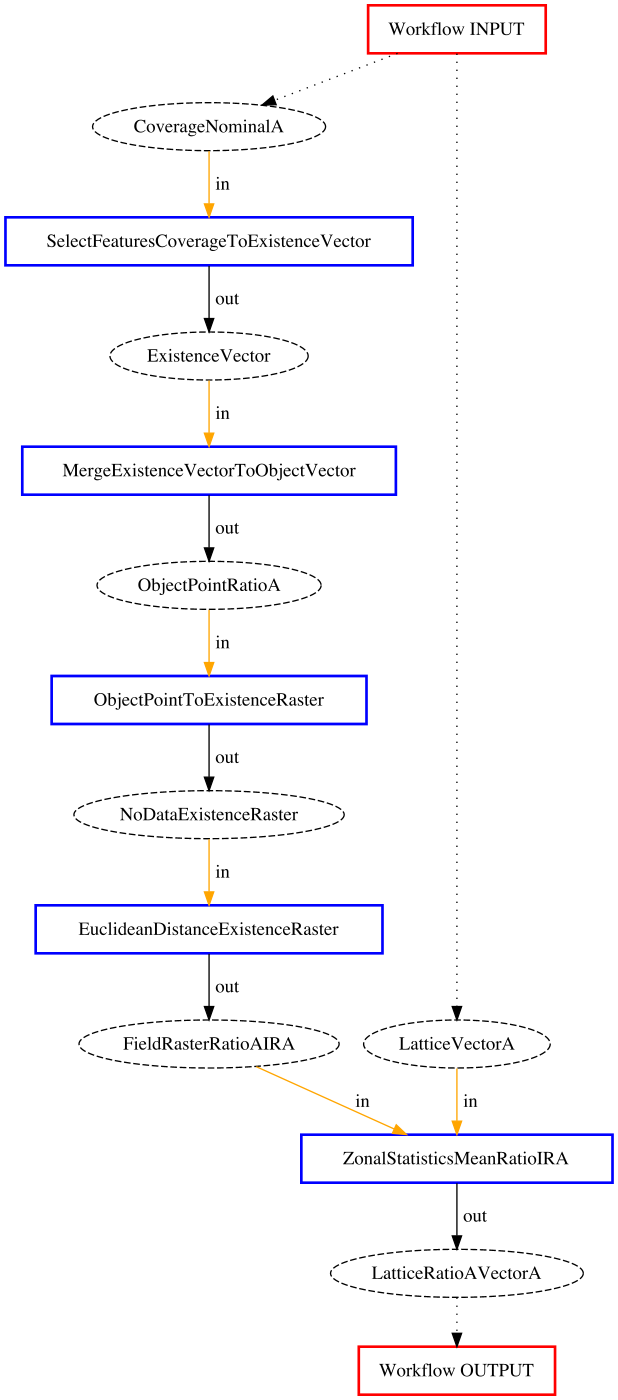 Workflow INPUT
CoverageNominalA
in
SelectFeaturesCoverageToExistenceVector
out
ExistenceVector
in
MergeExistenceVectorToObjectVector
out
ObjectPointRatioA
in
ObjectPointToExistenceRaster
out
NoDataExistenceRaster
in
EuclideanDistanceExistenceRaster
out
FieldRasterRatioAIRA
LatticeVectorA
in
in
ZonalStatisticsMeanRatioIRA
out
LatticeRatioAVectorA
Workflow OUTPUT